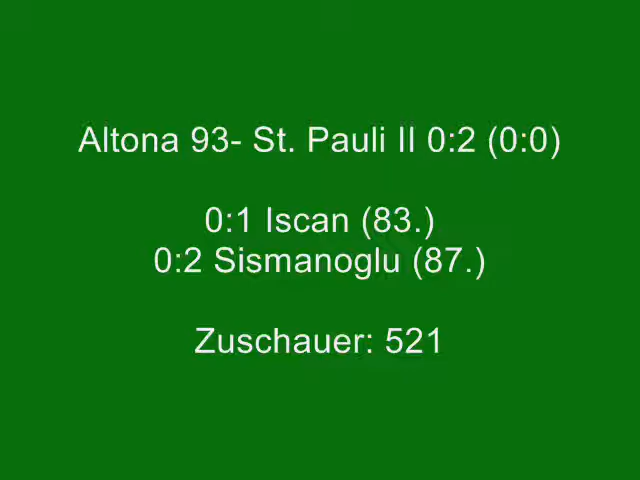 Altona 93- St. Pauli II 0:2 (0:0)
0:1 Iscan (83.)
0:2 Sismanoglu (87.)
Zuschauer: 521